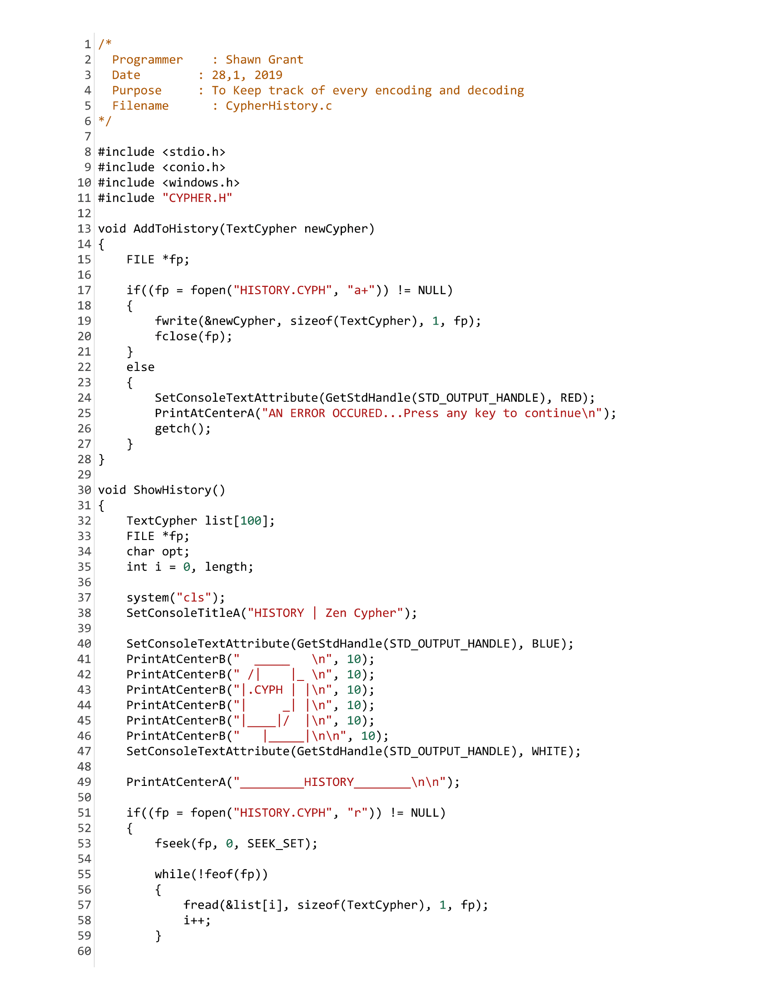 1 /*
2   Programmer    : Shawn Grant
3   Date        : 28,1, 2019
4   Purpose     : To Keep track of every encoding and decoding
5   Filename      : CypherHistory.c
6 */
7
8 #include <stdio.h>
9 #include <conio.h>
10 #include <windows.h>
11 #include "CYPHER.H"
12
13 void AddToHistory(TextCypher newCypher)
14 {
15     FILE *fp;
16
17     if((fp = fopen("HISTORY.CYPH", "a+")) != NULL)
18     {
19         fwrite(&newCypher, sizeof(TextCypher), 1, fp);
20         fclose(fp);
21     }
22     else
23     {
24         SetConsoleTextAttribute(GetStdHandle(STD_OUTPUT_HANDLE), RED);
25         PrintAtCenterA("AN ERROR OCCURED...Press any key to continue\n");
26         getch();
27     }
28 }
29
30 void ShowHistory()
31 {
32     TextCypher list[100];
33     FILE *fp;
34     char opt;
35     int i = 0, length;
36
37     system("cls");
38     SetConsoleTitleA("HISTORY | Zen Cypher");
39
40     SetConsoleTextAttribute(GetStdHandle(STD_OUTPUT_HANDLE), BLUE);
41     PrintAtCenterB("  _____   \n", 10);
42     PrintAtCenterB(" /|    |_ \n", 10);
43     PrintAtCenterB("|.CYPH | |\n", 10);
44     PrintAtCenterB("|     _| |\n", 10);
45     PrintAtCenterB("|____|/  |\n", 10);
46     PrintAtCenterB("   |_____|\n\n", 10);
47     SetConsoleTextAttribute(GetStdHandle(STD_OUTPUT_HANDLE), WHITE);
48
49     PrintAtCenterA("_________HISTORY________\n\n");
50
51     if((fp = fopen("HISTORY.CYPH", "r")) != NULL)
52     {
53         fseek(fp, 0, SEEK_SET);
54
55         while(!feof(fp))
56         {
57             fread(&list[i], sizeof(TextCypher), 1, fp);
58             i++;
59         }
60